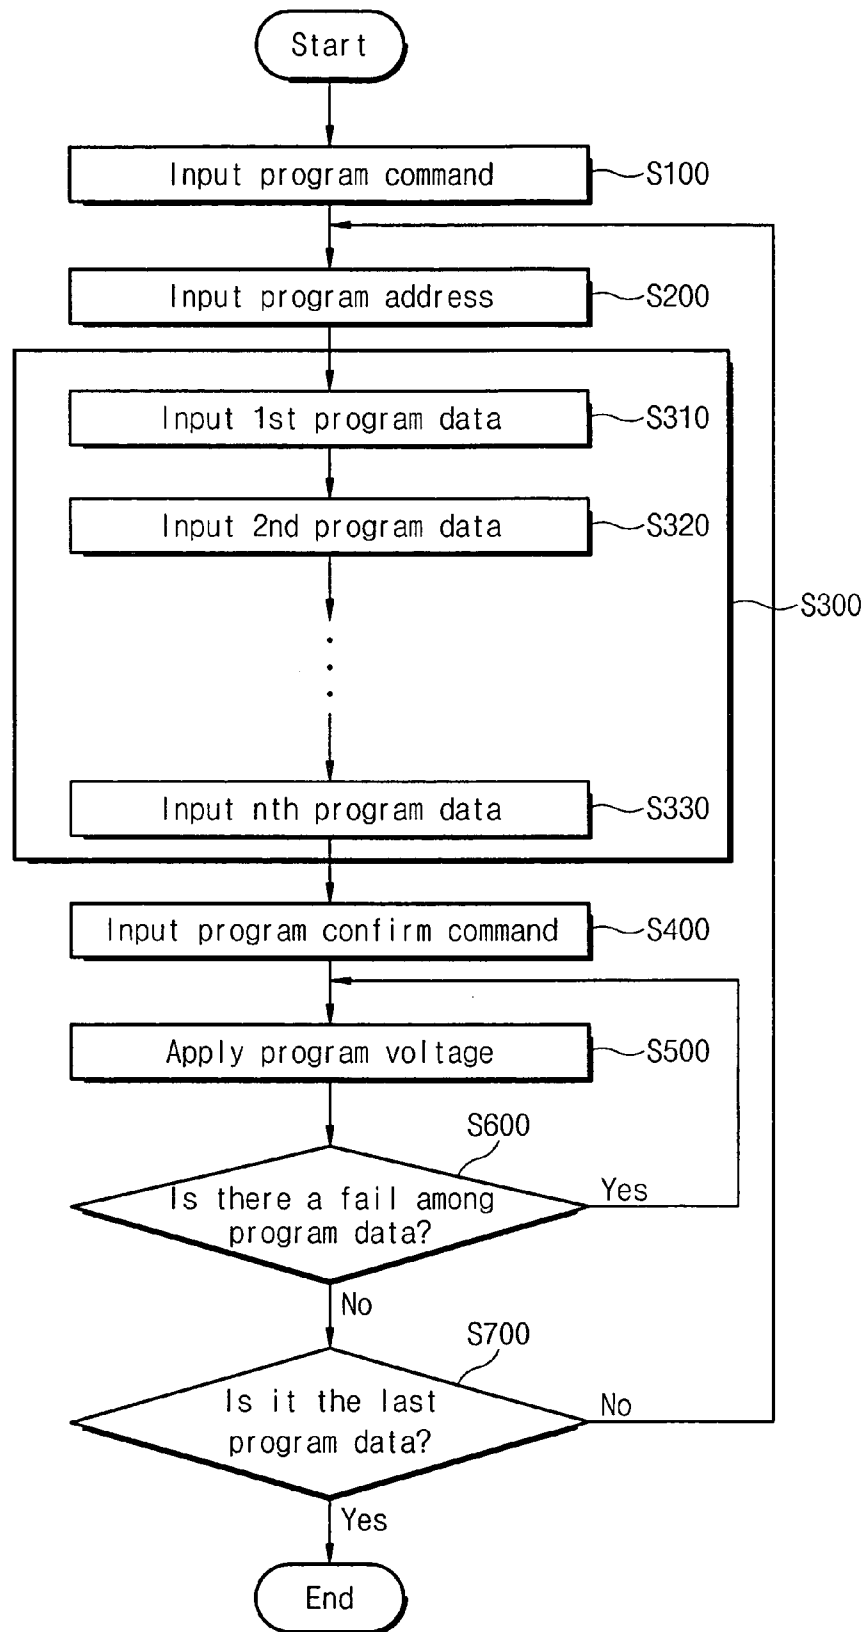 Start
Input program command
S100
Input program address
S200
Input 1st program data
S310
Input 2nd program data
S320
S300
Input nth program data
S330
Input program confirm command
S400
Apply program voltage
S500
S600
Is there a fail among
program data?
Yes
No
S700
Is it the last
program data?
No
Yes
End